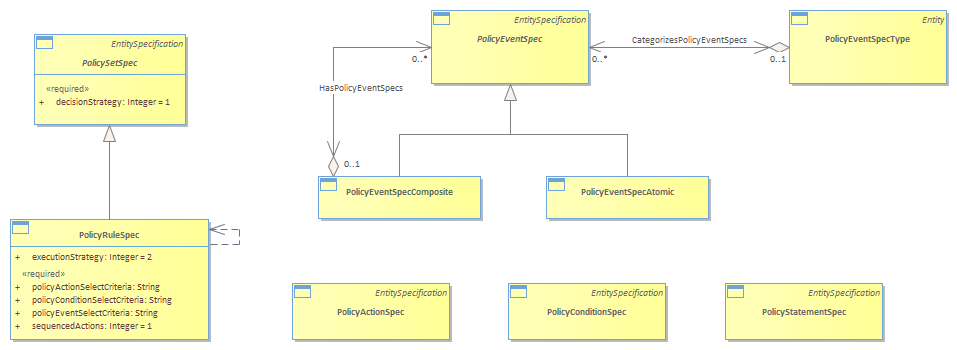 EntitySpecification
PolicySetSpec
«required»
+ decisionStrategy: Integer = 1
EntitySpecification
PolicyEventSpec
CategorizesPolicyEventSpecs
0..*
0..1
Entity
PolicyEventSpecType
0..*
HasPolicyEventSpecs
0..1
PolicyEventSpecComposite
PolicyEventSpecAtomic
PolicyRuleSpec
+ executionStrategy: Integer = 2
«required»
+ policyActionSelectCriteria: String
+ policyConditionSelectCriteria: String
+ policyEventSelectCriteria: String
+ sequencedActions: Integer = 1
EntitySpecification
PolicyActionSpec
EntitySpecification
PolicyConditionSpec
EntitySpecification
PolicyStatementSpec